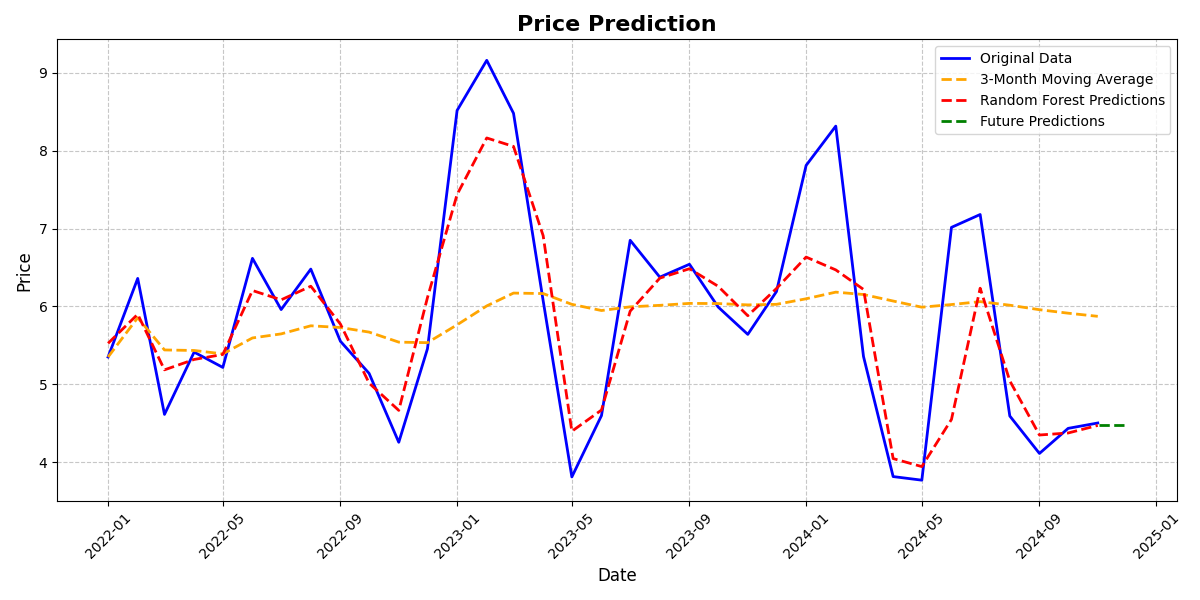 Price Prediction
Original Data
3-Month Moving Average
Random Forest Predictions
Future Predictions
Price
9
8
7
6
5
4
2022-01
2022-05
2022-09
2023-01
2023-05
2023-09
2024-01
2024-05
2024-09
2025-01
Date